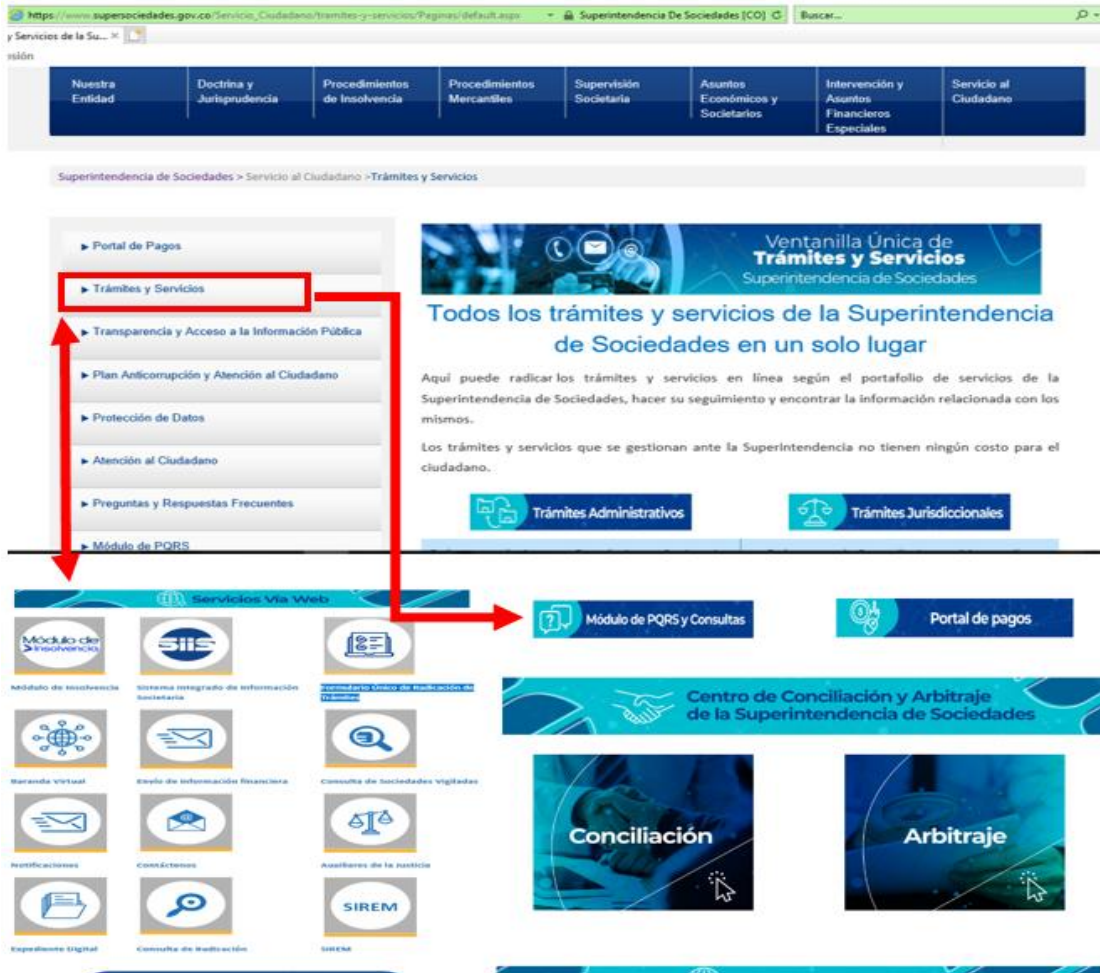 https://www.supersociedades.gov.co/Servicio_Ciudadano/tramites-y-servicios/Paginas/default.aspx
Superintendencia De Sociedades [CO]
Buscar...
y Servicios de la Su...
esión
Nuestra
Entidad
Doctrina y
Jurisprudencia
Procedimientos
de Insolvencia
Procedimientos
Mercantiles
Supervisión
Societaria
Asuntos
Económicos y
Societarios
Intervención y
Asuntos
Financieros
Especiales
Servicio al
Ciudadano
Superintendencia de Sociedades > Servicio al Ciudadano >Trámites y Servicios
Portal de Pagos
Trámites y Servicios
Transparencia y Acceso a la Información Pública
Plan Anticorrupción y Atención al Ciudadano
Protección de Datos
Atención al Ciudadano
Preguntas y Respuestas Frecuentes
Módulo de PQRS
Ventanilla Única de
Trámites y Servicios
Superintendencia de Sociedades
Todos los trámites y servicios de la Superintendencia
de Sociedades en un solo lugar
Aquí puede radicar los trámites y servicios en línea según el portafolio de servicios de la
Superintendencia de Sociedades, hacer su seguimiento y encontrar la información relacionada con los
mismos.
Los trámites y servicios que se gestionan ante la Superintendencia no tienen ningún costo para el
ciudadano.
Trámites Administrativos
Trámites Jurisdiccionales
Servicios Vía Web
Módulo de
Insolvencia
siis
Módulo de Insolvencia
Sistema Integrado de Información
Societaria
Formulario Único de Radicación de
Trámites
Baranda Virtual
Envío de información financiera
Consulta de Sociedades Vigiladas
Notificaciones
Contáctenos
Auxiliares de la Justicia
SIREM
Expediente Digital
Consulta de Radicación
SIREM
Módulo de PQRS y Consultas
Portal de pagos
Centro de Conciliación y Arbitraje
de la Superintendencia de Sociedades
Conciliación
Arbitraje